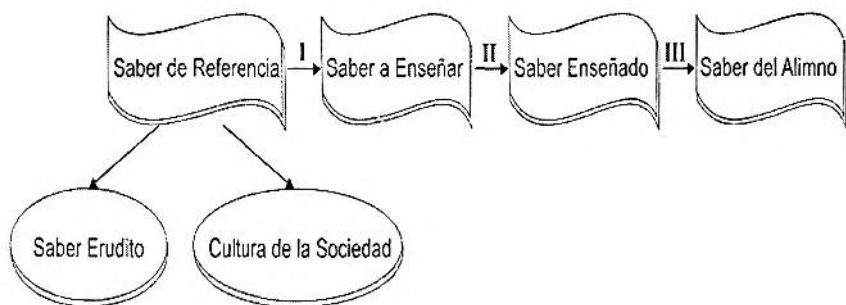 Saber de Referencia
I
Saber a Enseñar
II
Saber Enseñado
III
Saber del Alimno
Saber Erudito
Cultura de la Sociedad